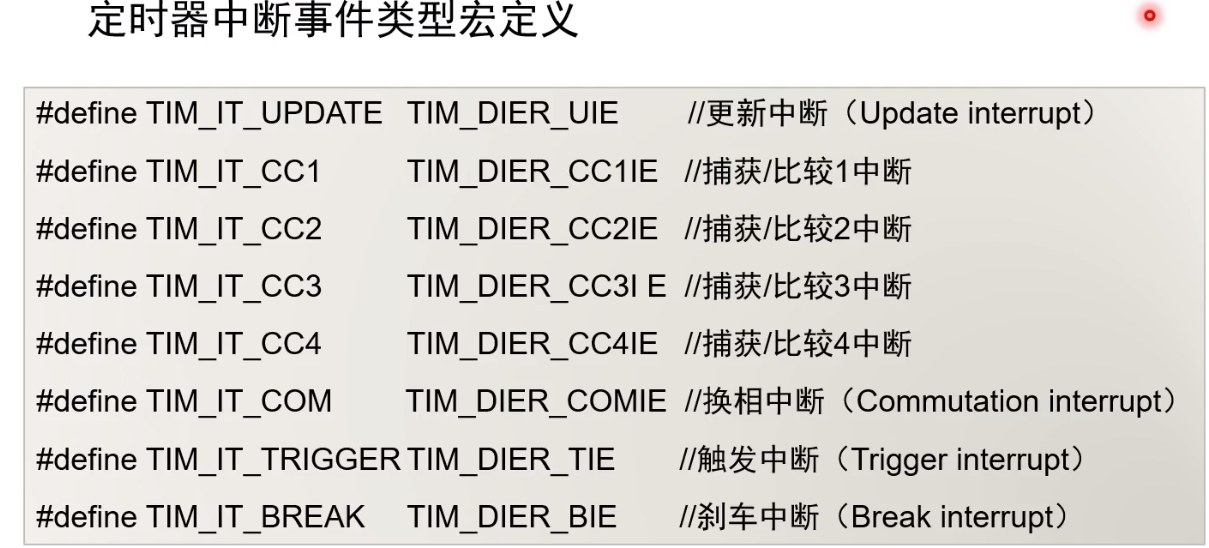 定时器中断事件类型宏定义
#define TIM_IT_UPDATE TIM_DIER_UIE //更新中断（Update interrupt）
#define TIM_IT_CC1 TIM_DIER_CC1IE //捕获/比较1中断
#define TIM_IT_CC2 TIM_DIER_CC2IE //捕获/比较2中断
#define TIM_IT_CC3 TIM_DIER_CC3I E //捕获/比较3中断
#define TIM_IT_CC4 TIM_DIER_CC4IE //捕获/比较4中断
#define TIM_IT_COM TIM_DIER_COMIE //换相中断（Commutation interrupt）
#define TIM_IT_TRIGGER TIM_DIER_TIE //触发中断（Trigger interrupt）
#define TIM_IT_BREAK TIM_DIER_BIE //刹车中断（Break interrupt）